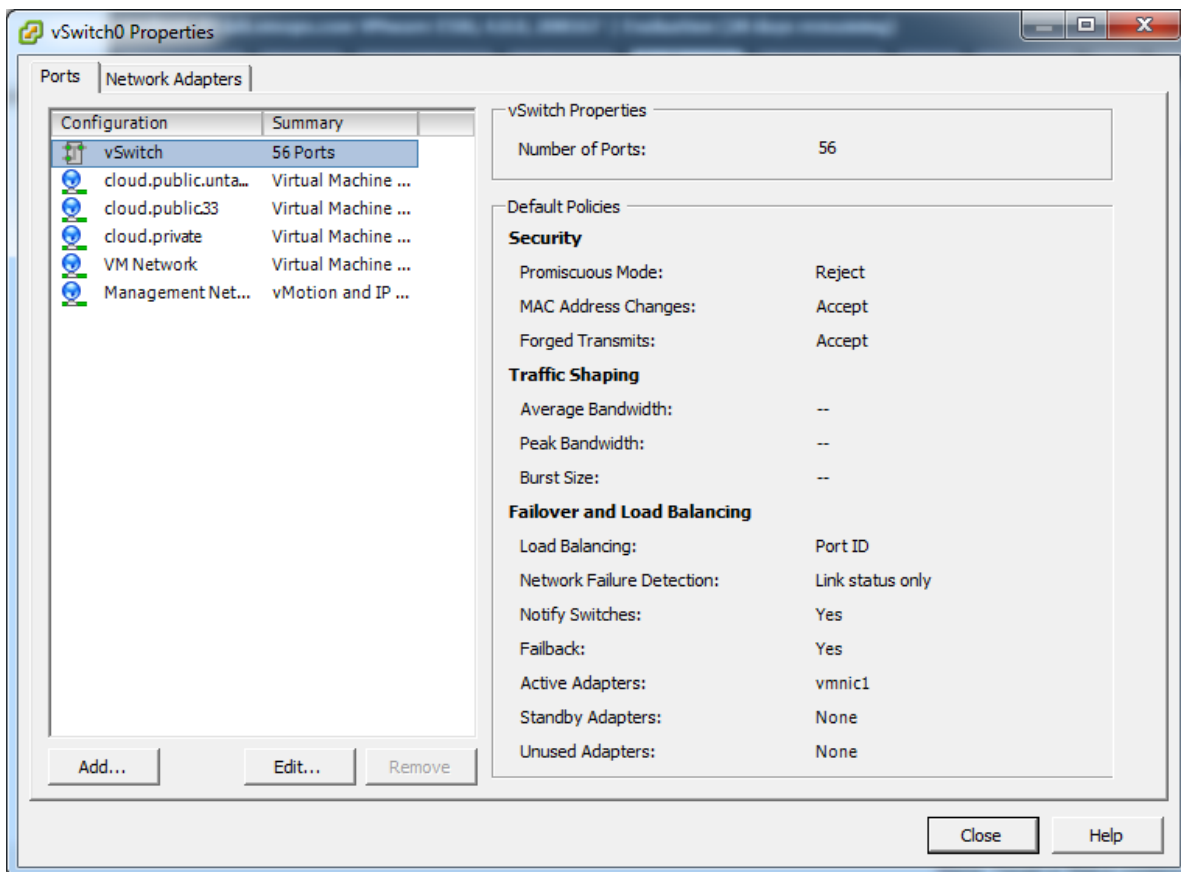 vSwitch0 Properties
Ports Network Adapters
Configuration Summary
vSwitch 56 Ports
cloud.public.unta... Virtual Machine ...
cloud.public.33 Virtual Machine ...
cloud.private Virtual Machine ...
VM Network Virtual Machine ...
Management Net... vMotion and IP ...
Add... Edit... Remove
vSwitch Properties
Number of Ports: 56
Default Policies
Security
Promiscuous Mode: Reject
MAC Address Changes: Accept
Forged Transmits: Accept
Traffic Shaping
Average Bandwidth: --
Peak Bandwidth: --
Burst Size: --
Failover and Load Balancing
Load Balancing: Port ID
Network Failure Detection: Link status only
Notify Switches: Yes
Failback: Yes
Active Adapters: vmnic1
Standby Adapters: None
Unused Adapters: None
Close Help